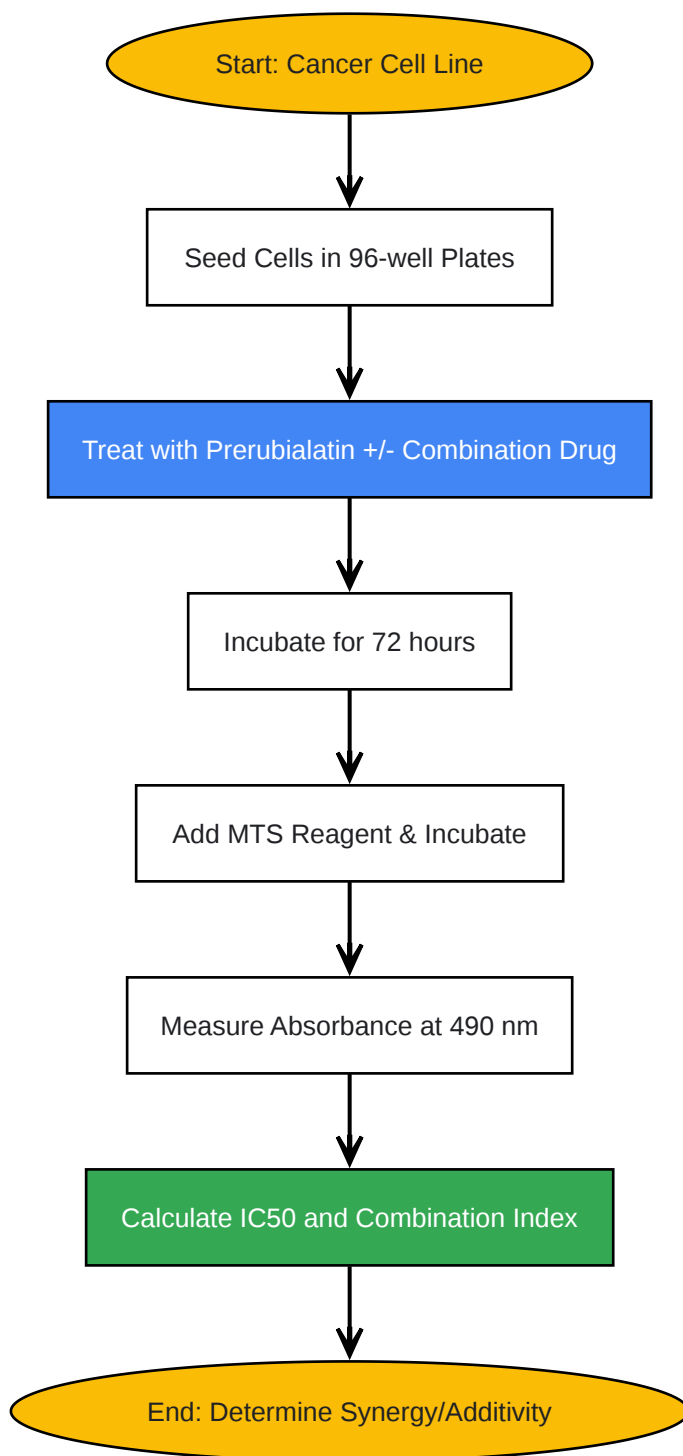 Start: Cancer Cell Line
Seed Cells in 96-well Plates
Treat with Prerubialatin +/- Combination Drug
Incubate for 72 hours
Add MTS Reagent & Incubate
Measure Absorbance at 490 nm
Calculate IC50 and Combination Index
End: Determine Synergy/Additivity